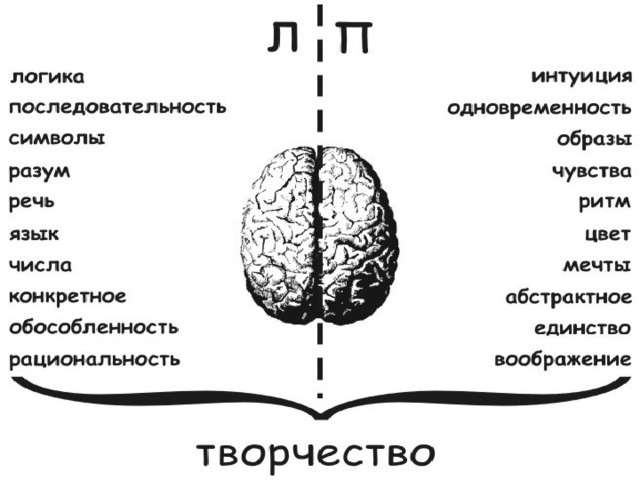 Л П
логика
последовательность
символы
разум
речь
язык
числа
конкретное
обособленность
рациональность
интуиция
одновременность
образы
чувства
ритм
цвет
мечты
абстрактное
единство
воображение
творчество